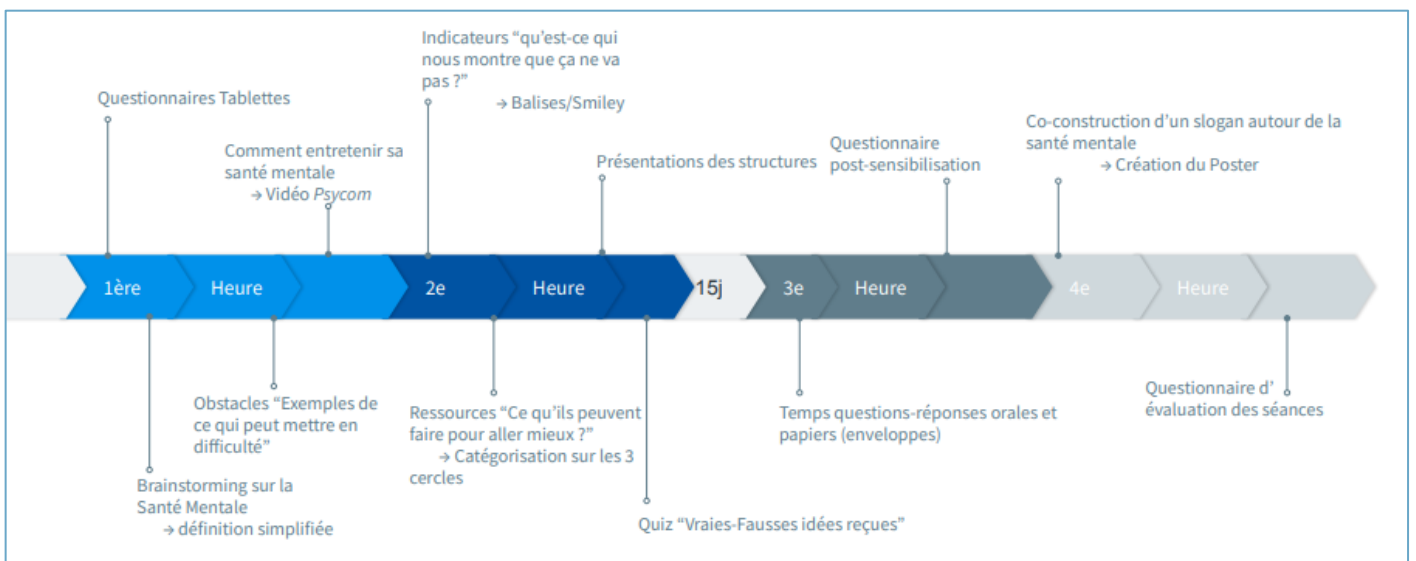 Indicateurs “qu’est-ce qui
nous montre que ça ne va
pas ?”
→ Balises/Smiley
Questionnaires Tablettes
Comment entretenir sa
santé mentale
→ Vidéo Psycom
Présentations des structures
Questionnaire
post-sensibilisation
Co-construction d’un slogan autour de la
santé mentale
→ Création du Poster
1ère Heure 2e Heure 15j 3e Heure 4e Heure
Obstacles “Exemples de
ce qui peut mettre en
difficulté”
Brainstorming sur la
Santé Mentale
→ définition simplifiée
Ressources “Ce qu’ils peuvent
faire pour aller mieux ?”
→ Catégorisation sur les 3
cercles
Quiz “Vraies-Fausses idées reçues”
Temps questions-réponses orales et
papiers (enveloppes)
Questionnaire d’
évaluation des séances